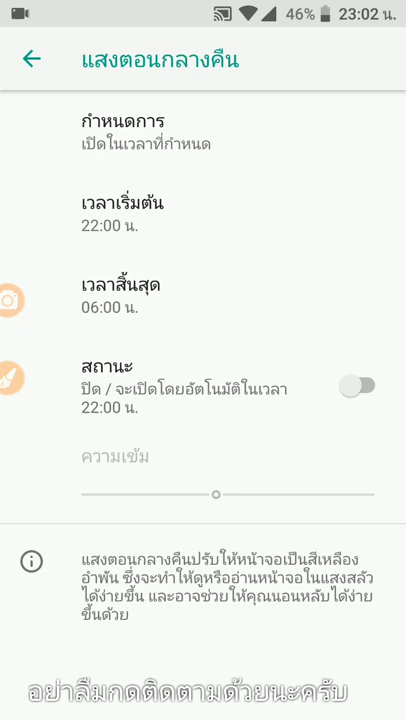 46% 23:02 น.
แสงตอนกลางคืน
กำหนดการ
เปิดในเวลาที่กำหนด
เวลาเริ่มต้น
22:00 น.
เวลาสิ้นสุด
06:00 น.
สถานะ
ปิด / จะเปิดโดยอัตโนมัติในเวลา
22:00 น.
ความเข้ม
แสงตอนกลางคืนปรับให้หน้าจอเป็นสีเหลือง
อำพัน ซึ่งจะทำให้ดูหรืออ่านหน้าจอในแสงสลัว
ได้ง่ายขึ้น และอาจช่วยให้คุณนอนหลับได้ง่าย
ขึ้นด้วย
อย่าลืมกดติดตามด้วยนะครับ